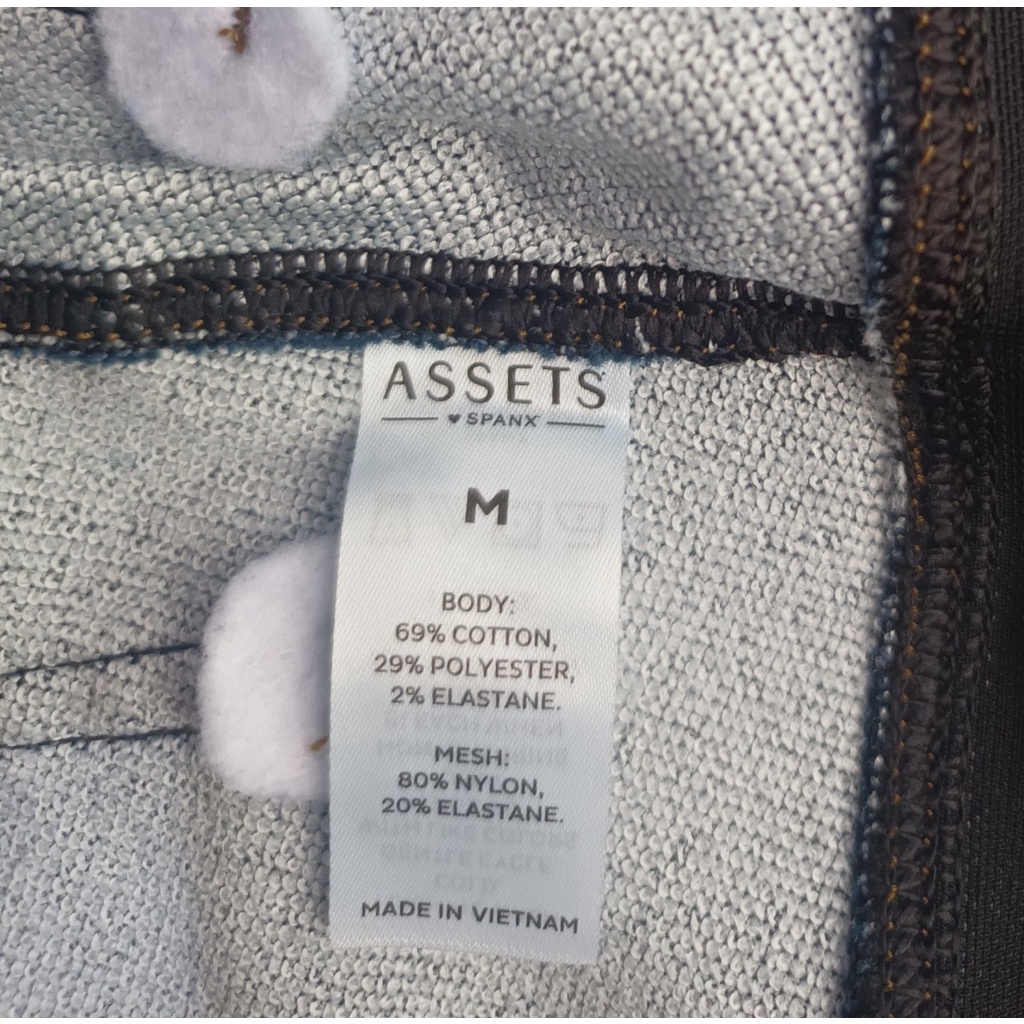 ASSETS
♥ SPANX
M
BODY:
69% COTTON,
29% POLYESTER,
2% ELASTANE.
MESH:
80% NYLON,
20% ELASTANE.
MADE IN VIETNAM